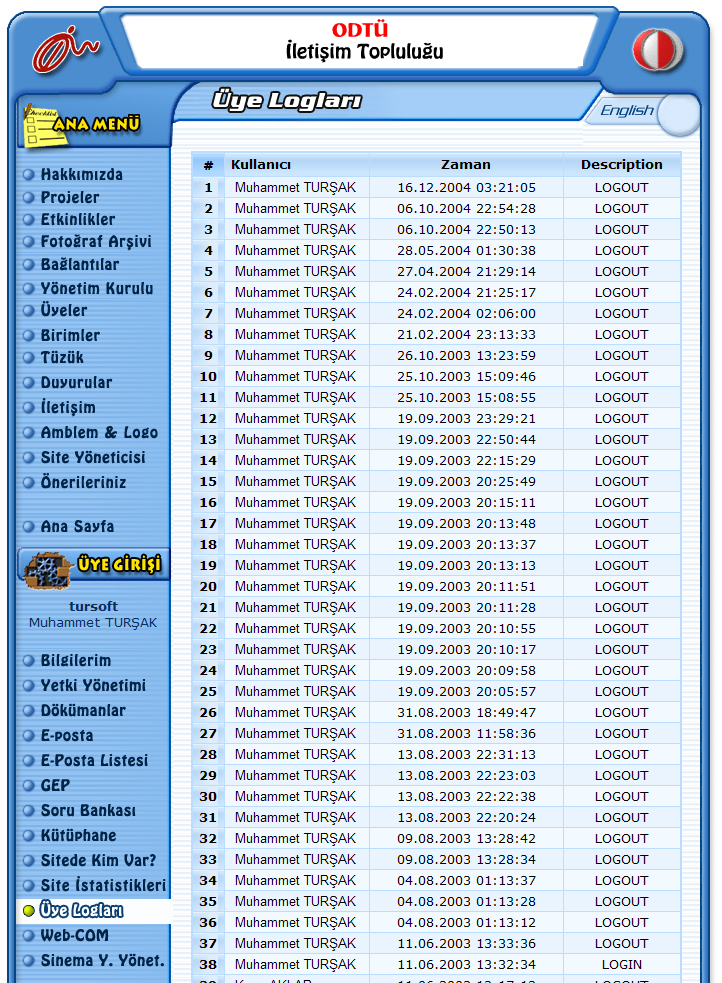 ODTÜ
İletişim Topluluğu
Üye Logları
English
Checklist
ANA MENÜ
Hakkımızda
Projeler
Etkinlikler
Fotoğraf Arşivi
Bağlantılar
Yönetim Kurulu
Üyeler
Birimler
Tüzük
Duyurular
İletişim
Amblem & Logo
Site Yöneticisi
Önerileriniz
Ana Sayfa
ÜYE GİRİŞİ
tursoft
Muhammet TURŞAK
Bilgilerim
Yetki Yönetimi
Dökümanlar
E-posta
E-Posta Listesi
GEP
Soru Bankası
Kütüphane
Sitede Kim Var?
Site İstatistikleri
Üye Logları
Web-COM
Sinema Y. Yönet.
# Kullanıcı Zaman Description
1 Muhammet TURŞAK 16.12.2004 03:21:05 LOGOUT
2 Muhammet TURŞAK 06.10.2004 22:54:28 LOGOUT
3 Muhammet TURŞAK 06.10.2004 22:50:13 LOGOUT
4 Muhammet TURŞAK 28.05.2004 01:30:38 LOGOUT
5 Muhammet TURŞAK 27.04.2004 21:29:14 LOGOUT
6 Muhammet TURŞAK 24.02.2004 21:25:17 LOGOUT
7 Muhammet TURŞAK 24.02.2004 02:06:00 LOGOUT
8 Muhammet TURŞAK 21.02.2004 23:13:33 LOGOUT
9 Muhammet TURŞAK 26.10.2003 13:23:59 LOGOUT
10 Muhammet TURŞAK 25.10.2003 15:09:46 LOGOUT
11 Muhammet TURŞAK 25.10.2003 15:08:55 LOGOUT
12 Muhammet TURŞAK 19.09.2003 23:29:21 LOGOUT
13 Muhammet TURŞAK 19.09.2003 22:50:44 LOGOUT
14 Muhammet TURŞAK 19.09.2003 22:15:29 LOGOUT
15 Muhammet TURŞAK 19.09.2003 20:25:49 LOGOUT
16 Muhammet TURŞAK 19.09.2003 20:15:11 LOGOUT
17 Muhammet TURŞAK 19.09.2003 20:13:48 LOGOUT
18 Muhammet TURŞAK 19.09.2003 20:13:37 LOGOUT
19 Muhammet TURŞAK 19.09.2003 20:13:13 LOGOUT
20 Muhammet TURŞAK 19.09.2003 20:11:51 LOGOUT
21 Muhammet TURŞAK 19.09.2003 20:11:28 LOGOUT
22 Muhammet TURŞAK 19.09.2003 20:10:55 LOGOUT
23 Muhammet TURŞAK 19.09.2003 20:10:17 LOGOUT
24 Muhammet TURŞAK 19.09.2003 20:09:58 LOGOUT
25 Muhammet TURŞAK 19.09.2003 20:05:57 LOGOUT
26 Muhammet TURŞAK 31.08.2003 18:49:47 LOGOUT
27 Muhammet TURŞAK 31.08.2003 11:58:36 LOGOUT
28 Muhammet TURŞAK 13.08.2003 22:31:13 LOGOUT
29 Muhammet TURŞAK 13.08.2003 22:23:03 LOGOUT
30 Muhammet TURŞAK 13.08.2003 22:22:38 LOGOUT
31 Muhammet TURŞAK 13.08.2003 22:20:24 LOGOUT
32 Muhammet TURŞAK 09.08.2003 13:28:42 LOGOUT
33 Muhammet TURŞAK 09.08.2003 13:28:34 LOGOUT
34 Muhammet TURŞAK 04.08.2003 01:13:37 LOGOUT
35 Muhammet TURŞAK 04.08.2003 01:13:28 LOGOUT
36 Muhammet TURŞAK 04.08.2003 01:13:12 LOGOUT
37 Muhammet TURŞAK 11.06.2003 13:33:36 LOGOUT
38 Muhammet TURŞAK 11.06.2003 13:32:34 LOGIN